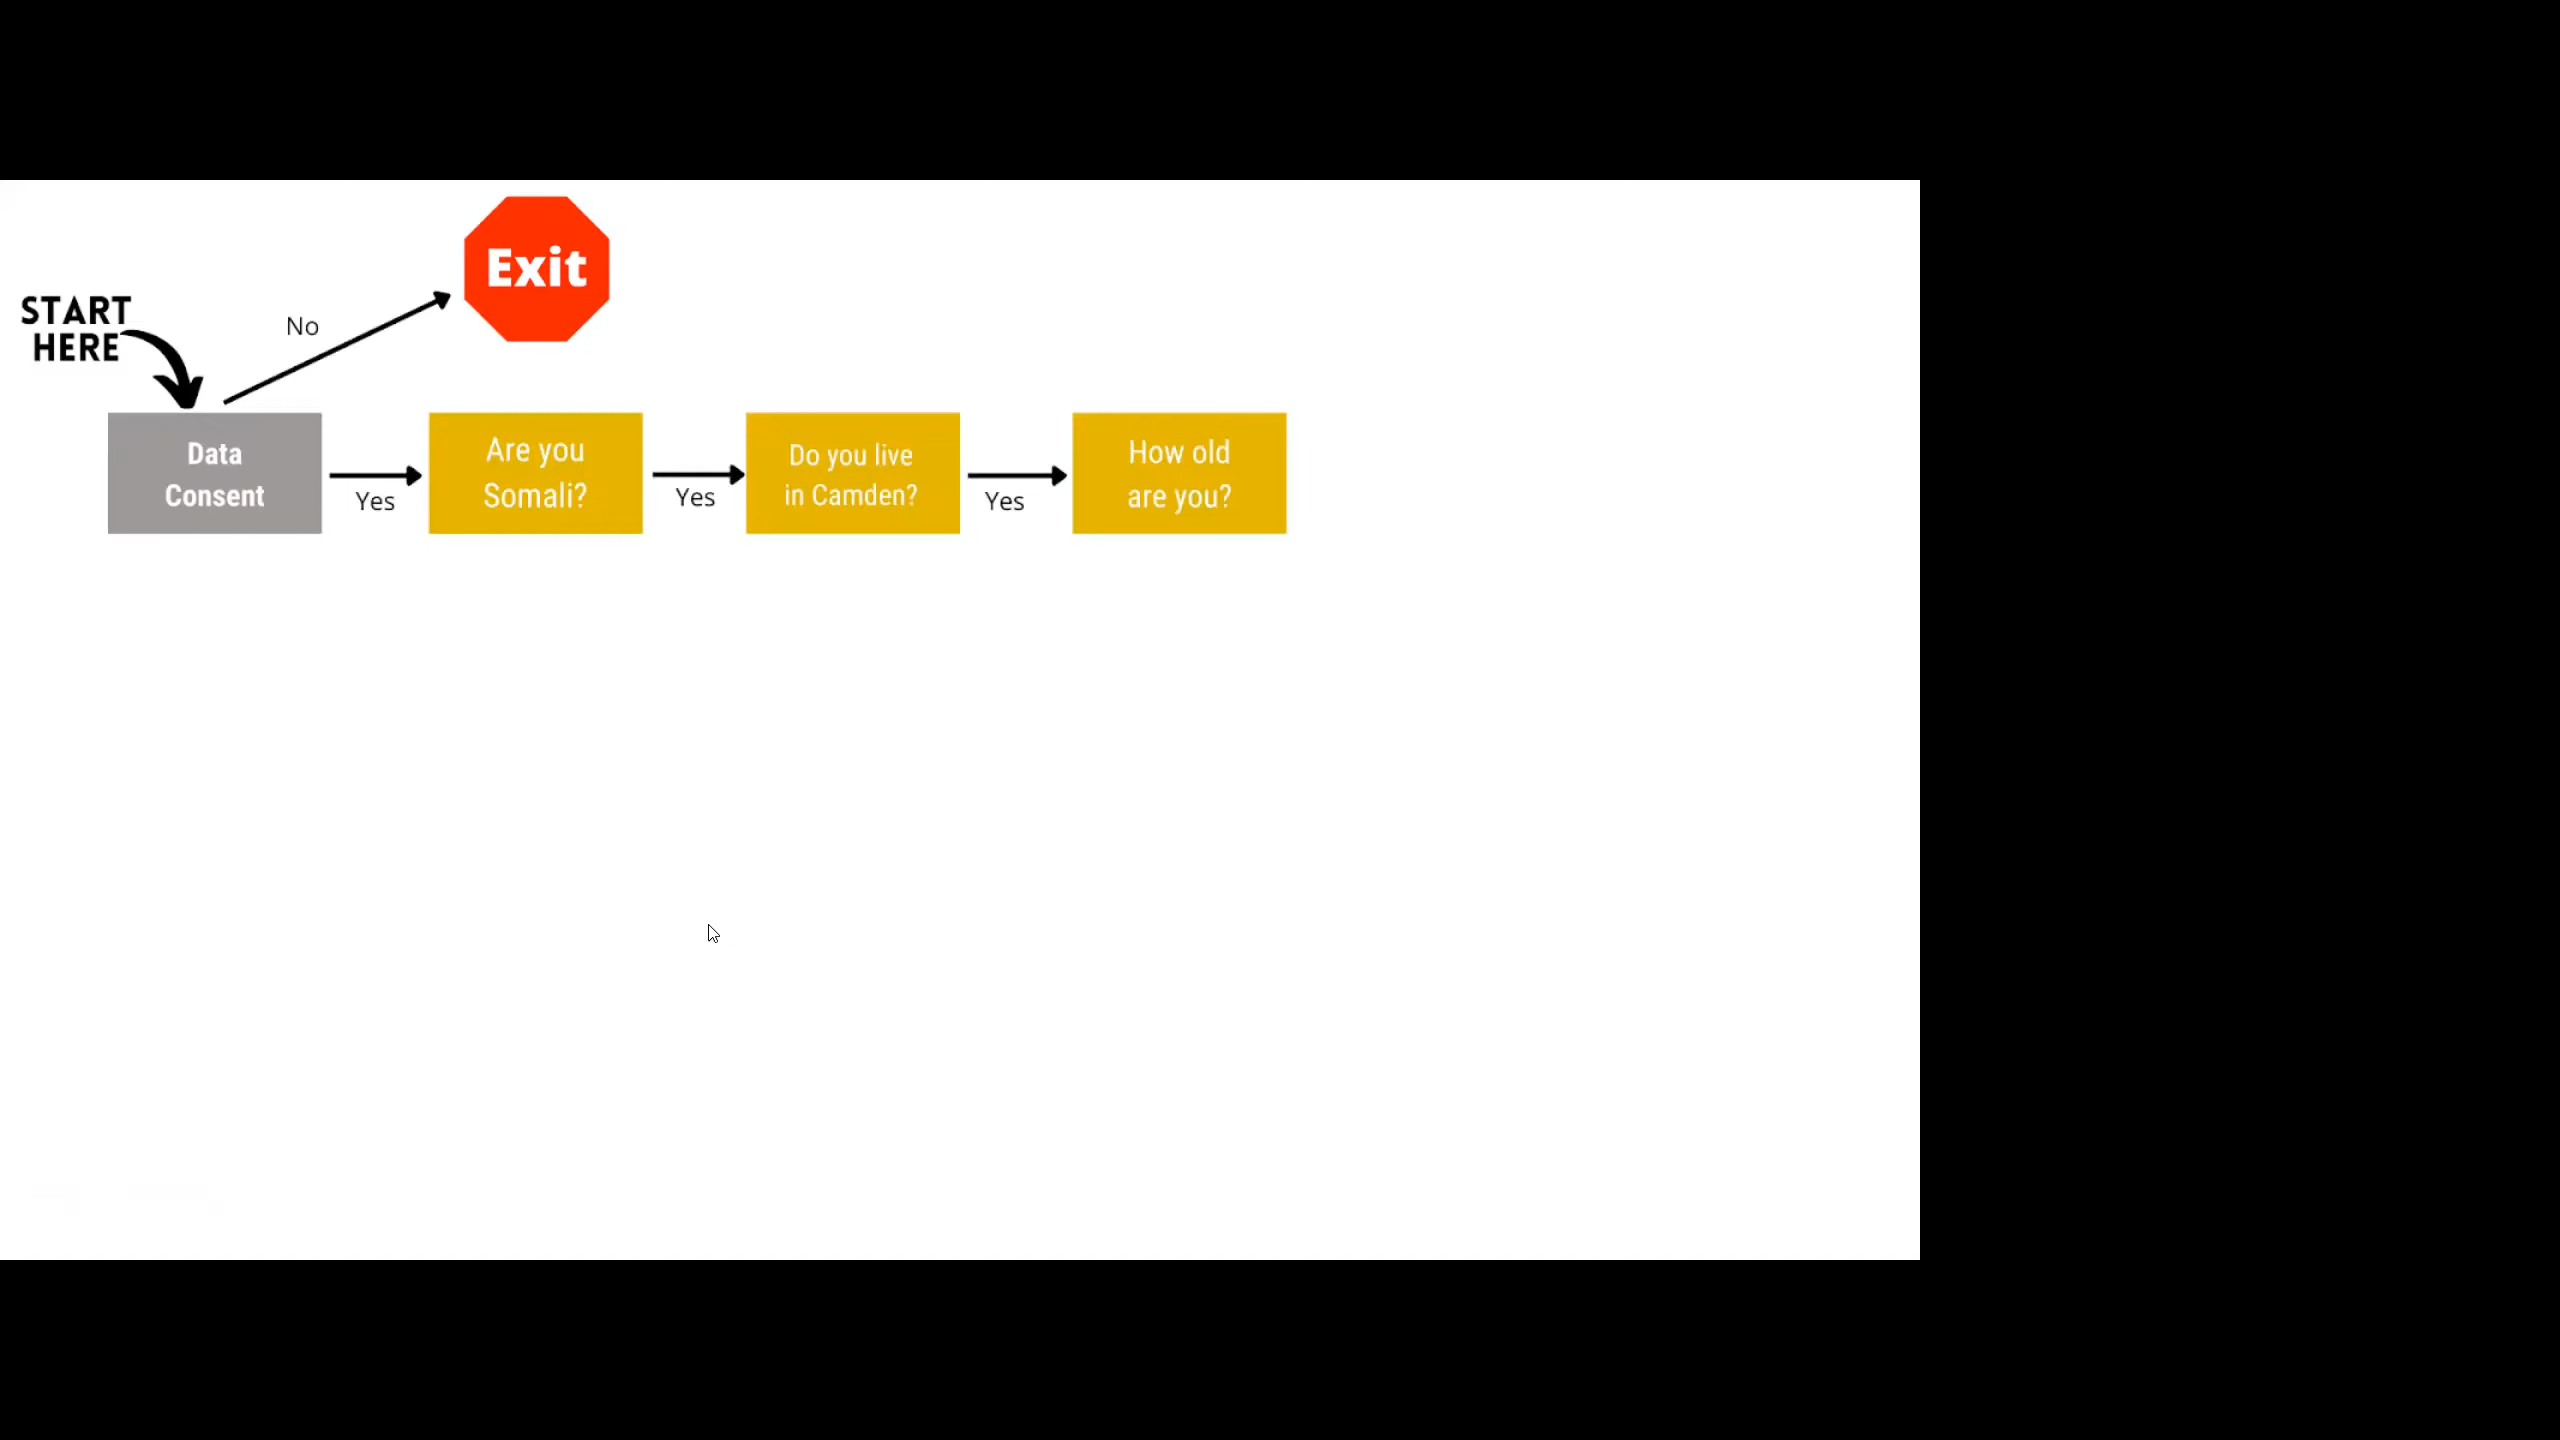 Exit
START
HERE
No
Data
Consent
Yes
Are you
Somali?
Yes
Do you live
in Camden?
Yes
How old
are you?